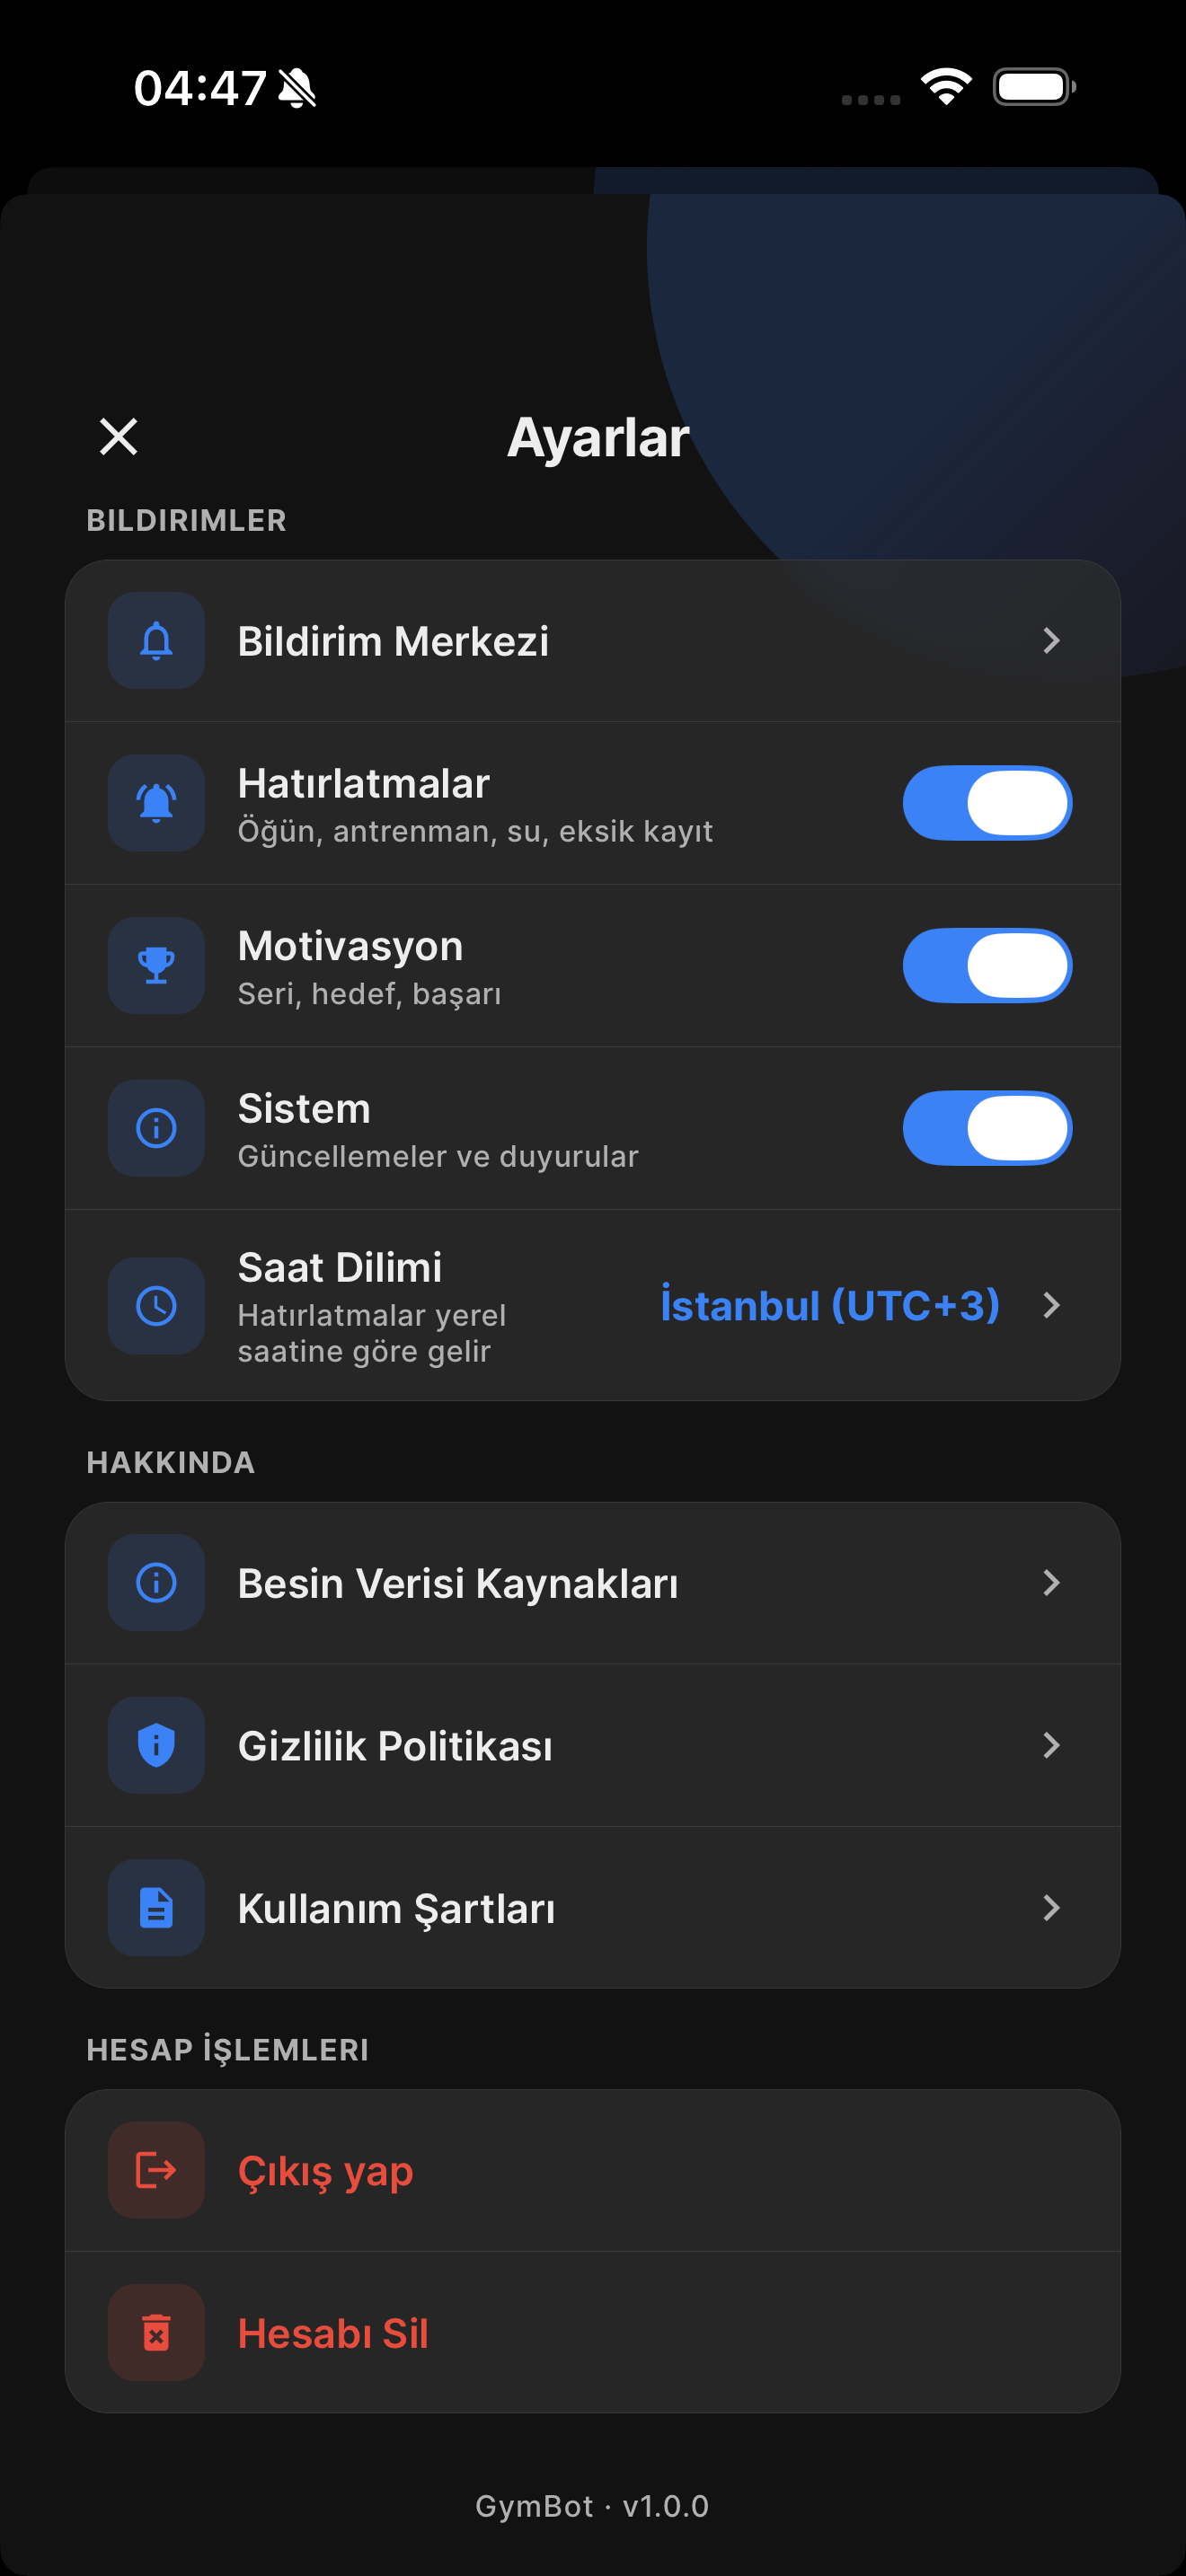 04:47
Ayarlar
BILDIRIMLER
Bildirim Merkezi
Hatırlatmalar
Öğün, antrenman, su, eksik kayıt
Motivasyon
Seri, hedef, başarı
Sistem
Güncellemeler ve duyurular
Saat Dilimi
Hatırlatmalar yerel
saatine göre gelir
İstanbul (UTC+3)
HAKKINDA
Besin Verisi Kaynakları
Gizlilik Politikası
Kullanım Şartları
HESAP İŞLEMLERI
Çıkış yap
Hesabı Sil
GymBot · v1.0.0